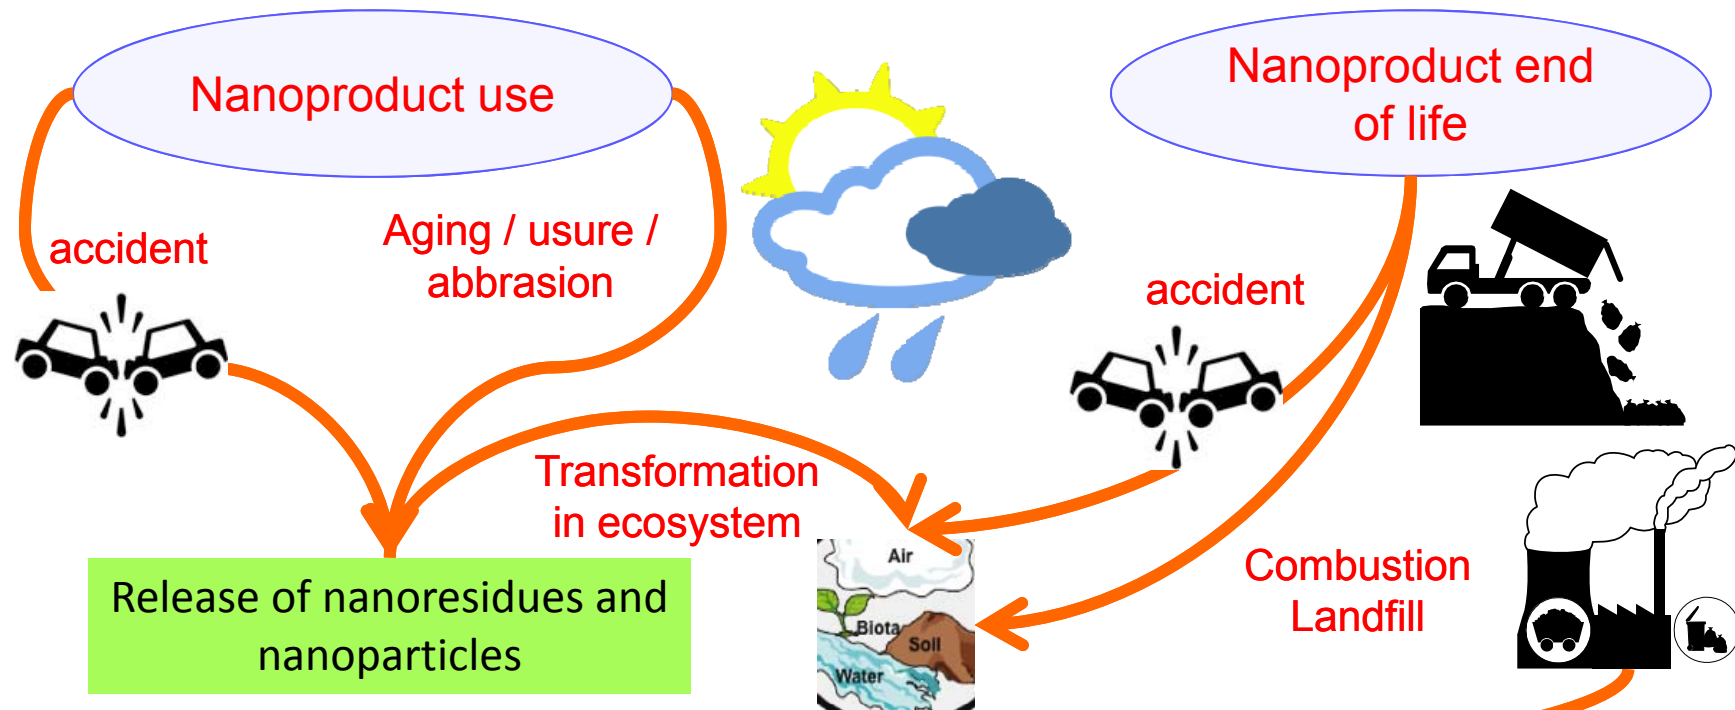 Nanoproduct use
Nanoproduct end
of life
accident
Aging / usure /
abbrasion
accident
Transformation
in ecosystem
Air
Biota
Soil
Water
Combustion
Landfill
Release of nanoresidues and
nanoparticles